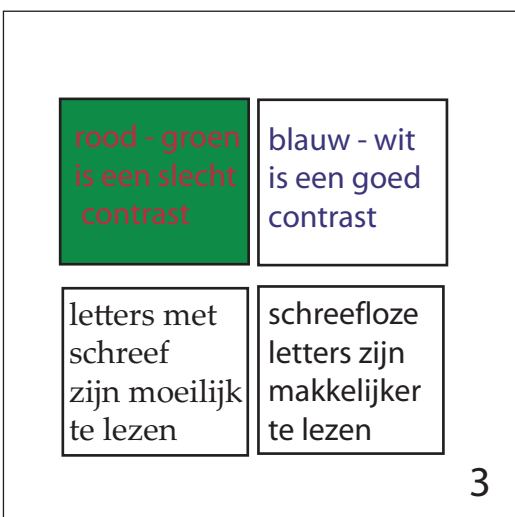 rood - groen
is een slecht
contrast
blauw - wit
is een goed
contrast
letters met
schreef
zijn moeilijk
te lezen
schreefloze
letters zijn
makkelijker
te lezen
3